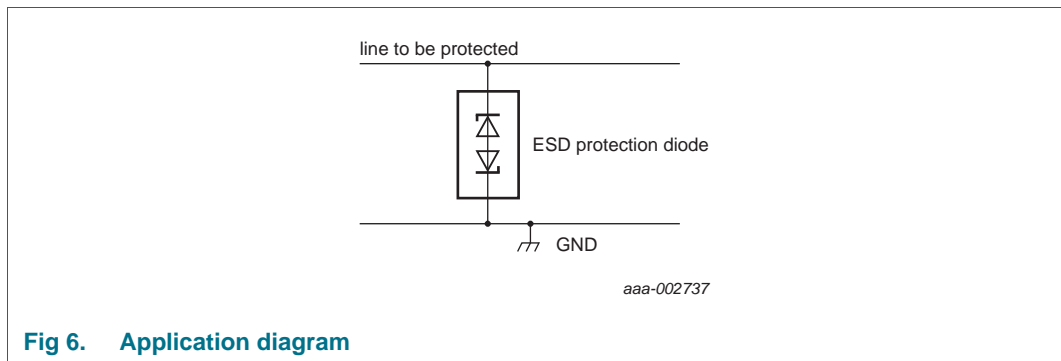 line to be protected
ESD protection diode
GND
aaa-002737
Fig 6. Application diagram